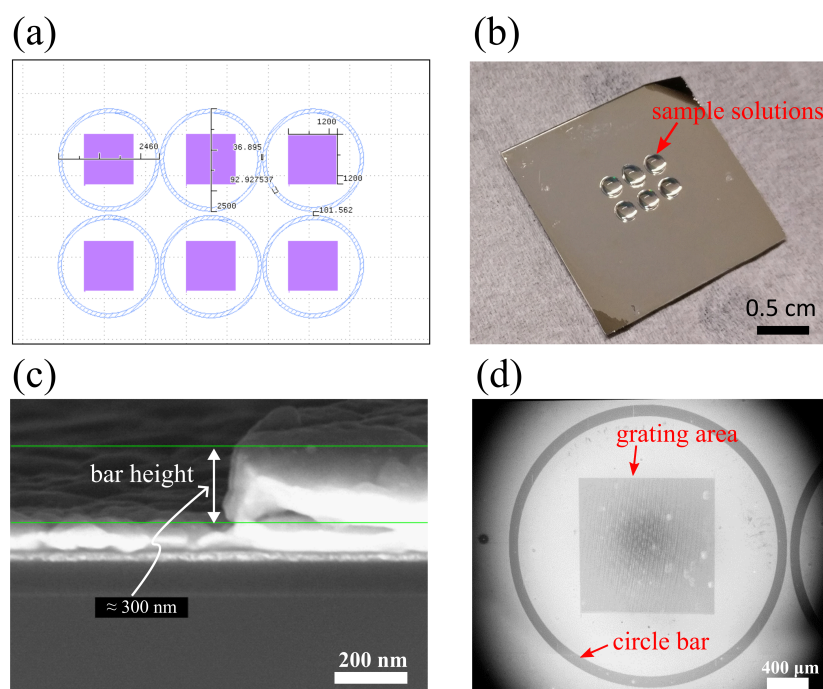 (a)
2460
36.895
92.927537
2500
1200
1200
101.562
(b)
sample solutions
0.5 cm
(c)
bar height
≈ 300 nm
200 nm
(d)
grating area
circle bar
400 μm